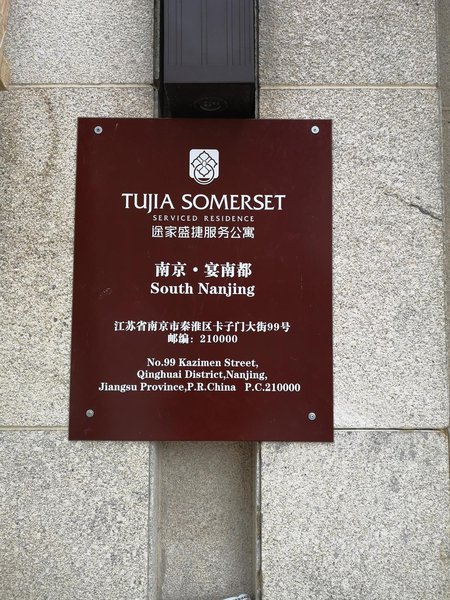 TUJIA SOMERSET
SERVICED RESIDENCE
途家盛捷服务公寓
南京·宴南都
South Nanjing
江苏省南京市秦淮区卡子门大街99号
邮编：210000
No.99 Kazimen Street,
Qinghuai District,Nanjing,
Jiangsu Province,P.R.China P.C.210000